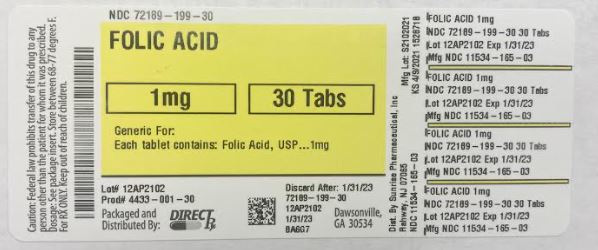 Caution: Federal law prohibits transfer of this drug to any
person other than the patient for whom it was prescribed.
Dosage: See package insert. Store between 68-77 degrees F.
For RX ONLY. Keep out of reach of children.
NDC 72189-199-30
FOLIC ACID
1mg
30 Tabs
Generic For:
Each tablet contains: Folic Acid, USP...1mg
Lot# 12AP2102
Prod# 4433-001-30
Packaged and
Distributed By:
DIRECT Rx
Discard After: 1/31/23
72189-199-30
12AP2102
1/31/23
8A6G7
Dawsonville,
GA 30534
Dist. By Sunrise Pharmaceutical, Inc
Rahway, NJ 07065
NDC 11534-165-03
Mfg Lot: S2102021
KS 4/9/2021 1528718
FOLIC ACID 1mg
NDC 72189-199-30 30 Tabs
Lot 12AP2102 Exp 1/31/23
Mfg NDC 11534-165-03
FOLIC ACID 1mg
NDC 72189-199-30 30 Tabs
Lot 12AP2102 Exp 1/31/23
Mfg NDC 11534-165-03
FOLIC ACID 1mg
NDC 72189-199-30 30 Tabs
Lot 12AP2102 Exp 1/31/23
Mfg NDC 11534-165-03
FOLIC ACID 1mg
NDC 72189-199-30 30 Tabs
Lot 12AP2102 Exp 1/31/23
Mfg NDC 11534-165-03